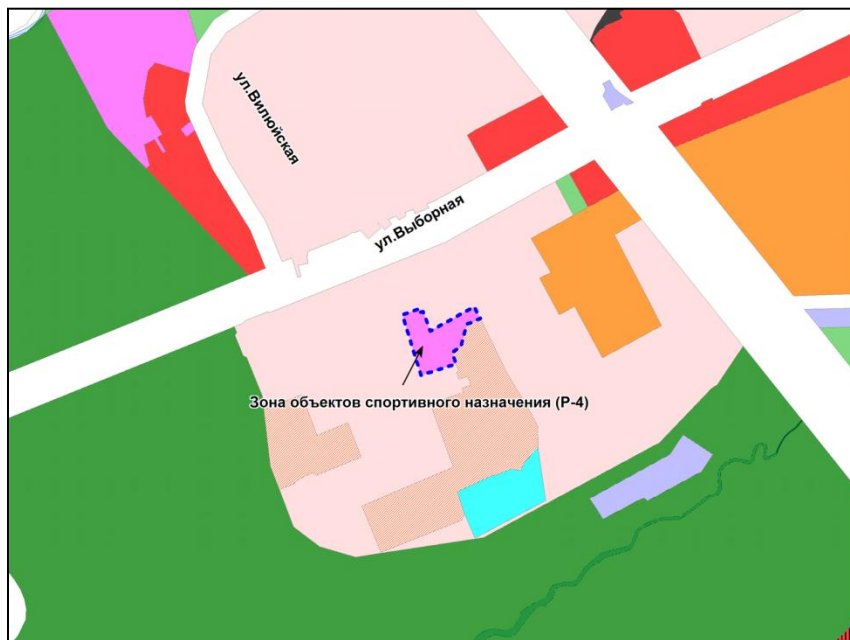 ул.Вилюйская
ул.Выборная
Зона объектов спортивного назначения (Р-4)